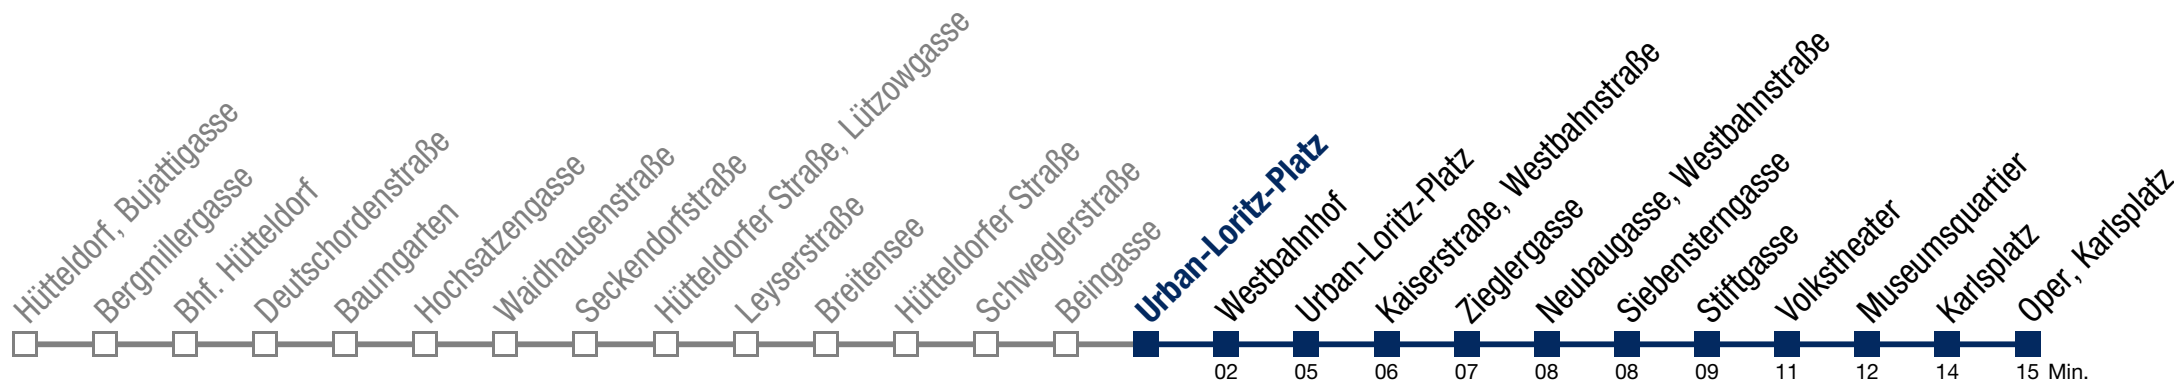 Hütteldorf, Bujattigasse
Bergmillergasse
Bhf. Hütteldorf
Deutschordenstraße
Baumgarten
Hochsatzengasse
Waidhausenstraße
Seckendorfstraße
Hütteldorfer Straße, Lützowgasse
Leyserstraße
Breitensee
Hütteldorfer Straße
Schweglerstraße
Beingasse
Urban-Loritz-Platz
Westbahnhof
Urban-Loritz-Platz
Kaiserstraße, Westbahnstraße
Zieglergasse
Neubaugasse, Westbahnstraße
Siebensterngasse
Stiftgasse
Volkstheater
Museumsquartier
Karlsplatz
Oper, Karlsplatz
02 05 06 07 08 08 09 11 12 14 15 Min.